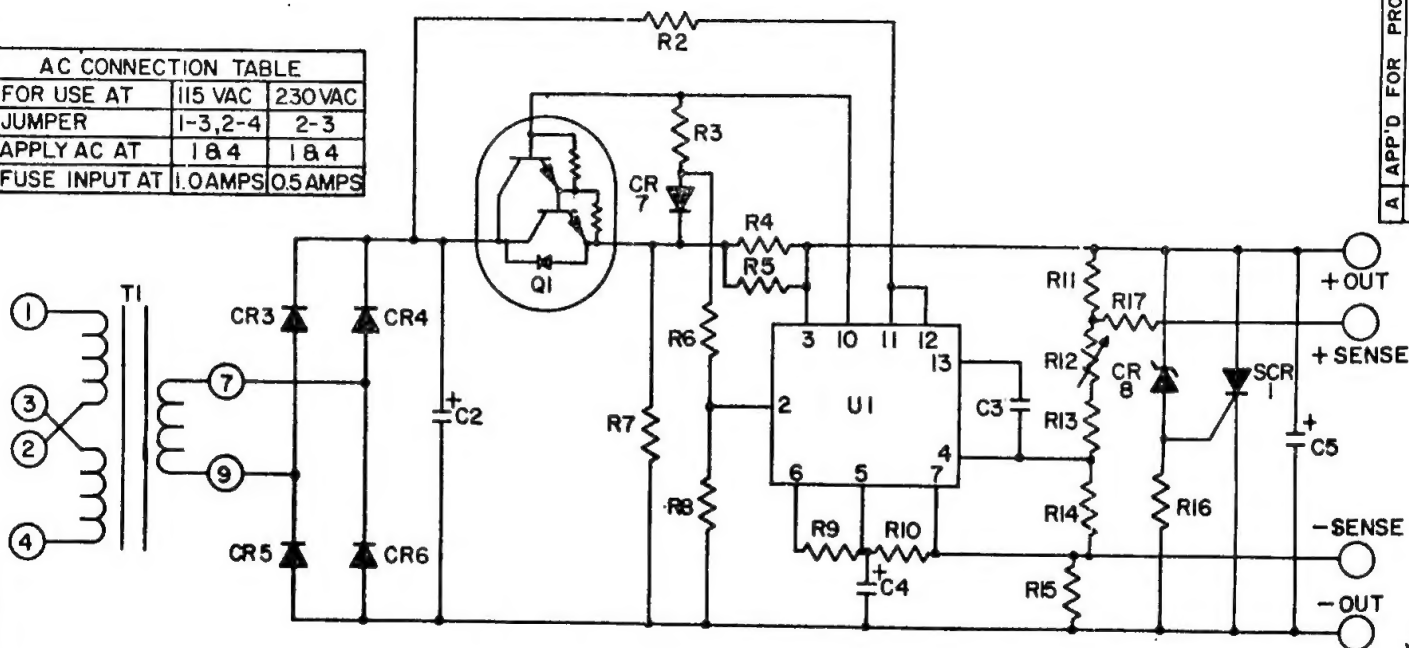 AC CONNECTION TABLE
FOR USE AT 115 VAC 230VAC
JUMPER 1-3,2-4 2-3
APPLY AC AT 1 & 4 1 & 4
FUSE INPUT AT 1.0 AMPS 0.5 AMPS
A APP'D FOR PRO
R2
R3
CR 7
Q1
R4
R5
R6
R7
R8
T1
1
3
2
4
7
9
CR3
CR4
CR5
CR6
+
C2
3 10 11 12
13
2
U1
4
6 5 7
C3
R9
R10
+
C4
R11
R17
R12
R13
R14
R15
CR 8
SCR 1
R16
+
C5
+ OUT
+ SENSE
- SENSE
- OUT